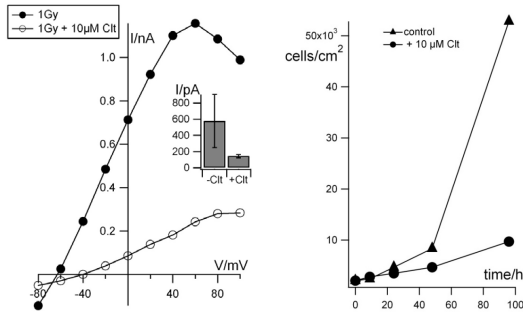 1Gy
1Gy + 10µM Clt
I/nA
1.0
0.8
0.6
0.2
I/pA
800
600
400
200
0
-Clt
+Clt
V/mV
-80
-40
0
40
80
50x10³
cells/cm²
control
+ 10 µM Clt
40
30
20
10
time/h
0
20
40
60
80
100